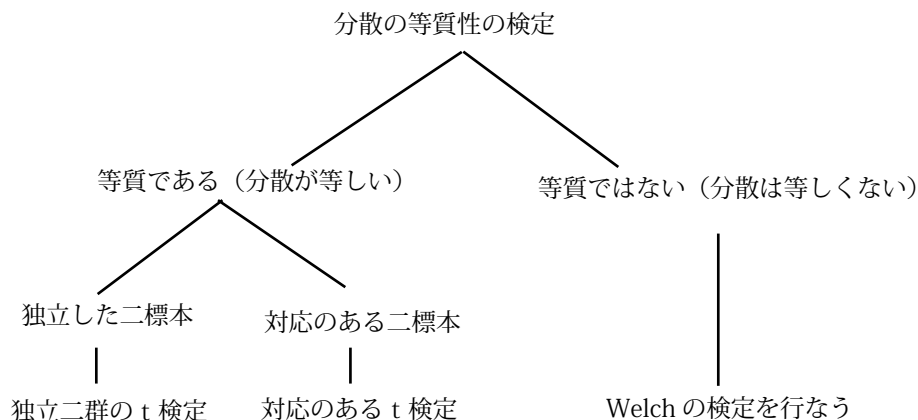 分散の等質性の検定
等質である（分散が等しい）
等質ではない（分散は等しくない）
独立した二標本
対応のある二標本
独立二群の t 検定
対応のある t 検定
Welch の検定を行なう